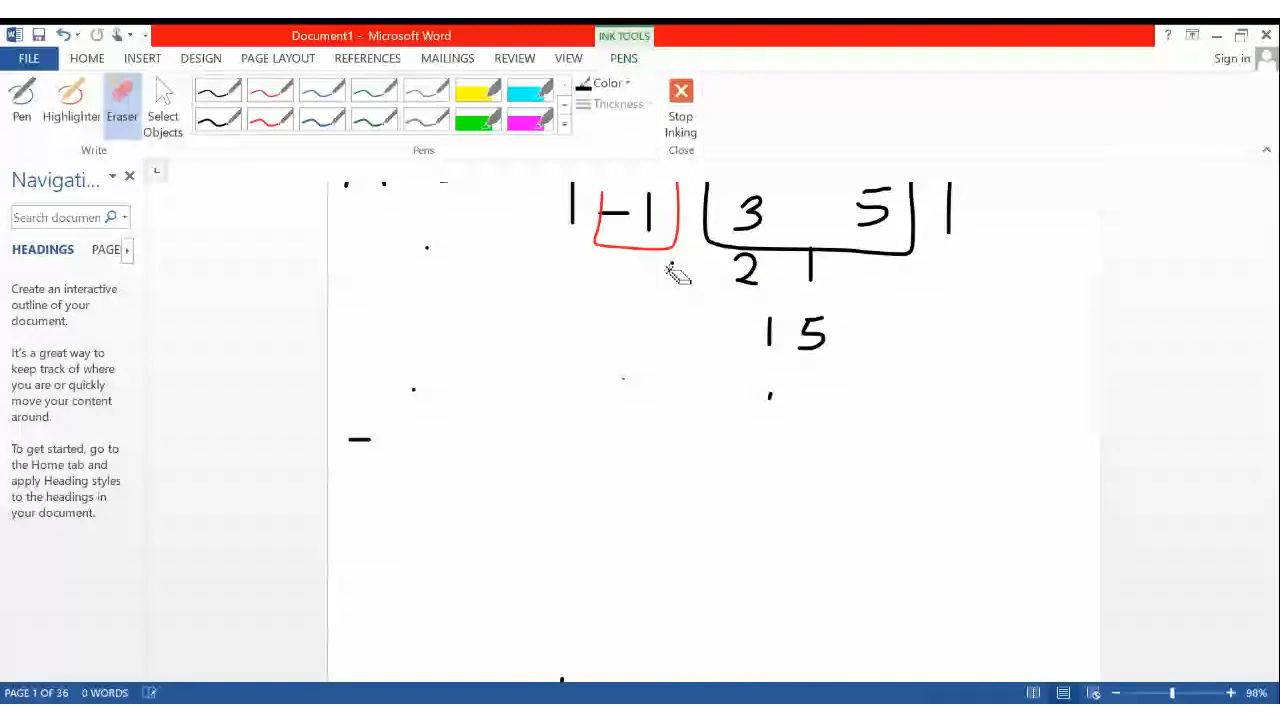 Document1 - Microsoft Word
INK TOOLS
?
FILE HOME INSERT DESIGN PAGE LAYOUT REFERENCES MAILINGS REVIEW VIEW PENS
Sign in
Pen Highlighter Eraser Select Objects
Color
Thickness
Stop Inking
Write Pens Close
Navigati...
Search documen
HEADINGS PAGE
Create an interactive
outline of your
document.
It's a great way to
keep track of where
you are or quickly
move your content
around.
To get started, go to
the Home tab and
apply Heading styles
to the headings in
your document.
| -1 3 5 |
2 1
1 5
-
PAGE 1 OF 36 0 WORDS
98%